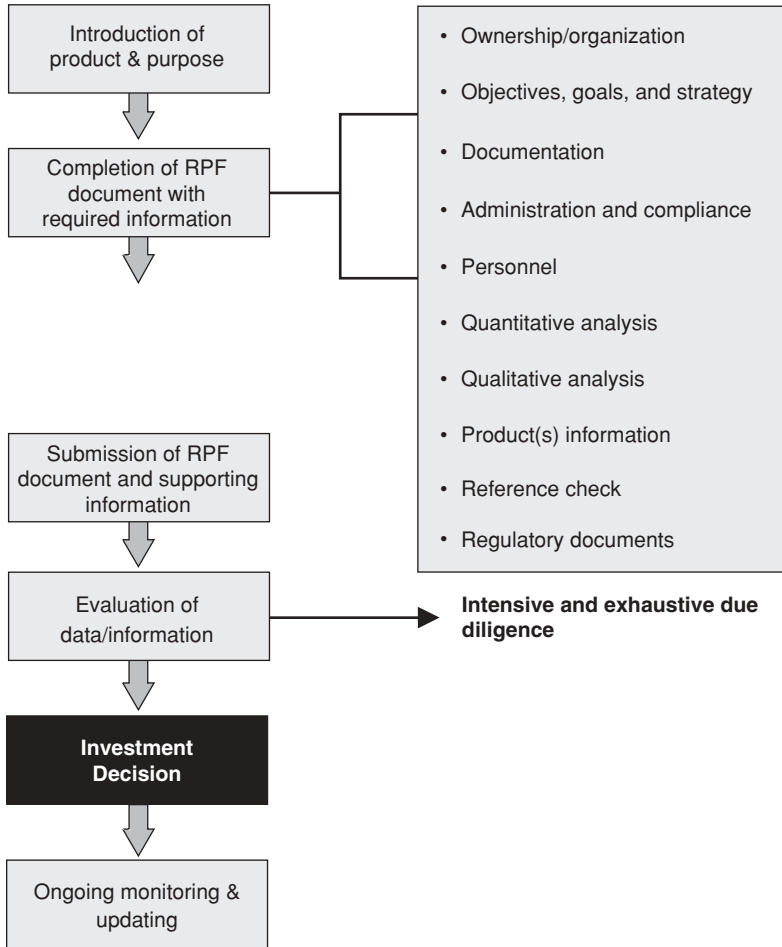 Introduction of
product & purpose
Completion of RPF
document with
required information
• Ownership/organization
• Objectives, goals, and strategy
• Documentation
• Administration and compliance
• Personnel
• Quantitative analysis
• Qualitative analysis
• Product(s) information
• Reference check
• Regulatory documents
Submission of RPF
document and supporting
information
Evaluation of
data/information
Intensive and exhaustive due
diligence
Investment
Decision
Ongoing monitoring &
updating